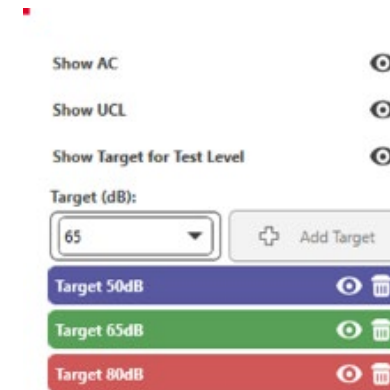 Show AC
Show UCL
Show Target for Test Level
Target (dB):
65 Add Target
Target 50dB
Target 65dB
Target 80dB